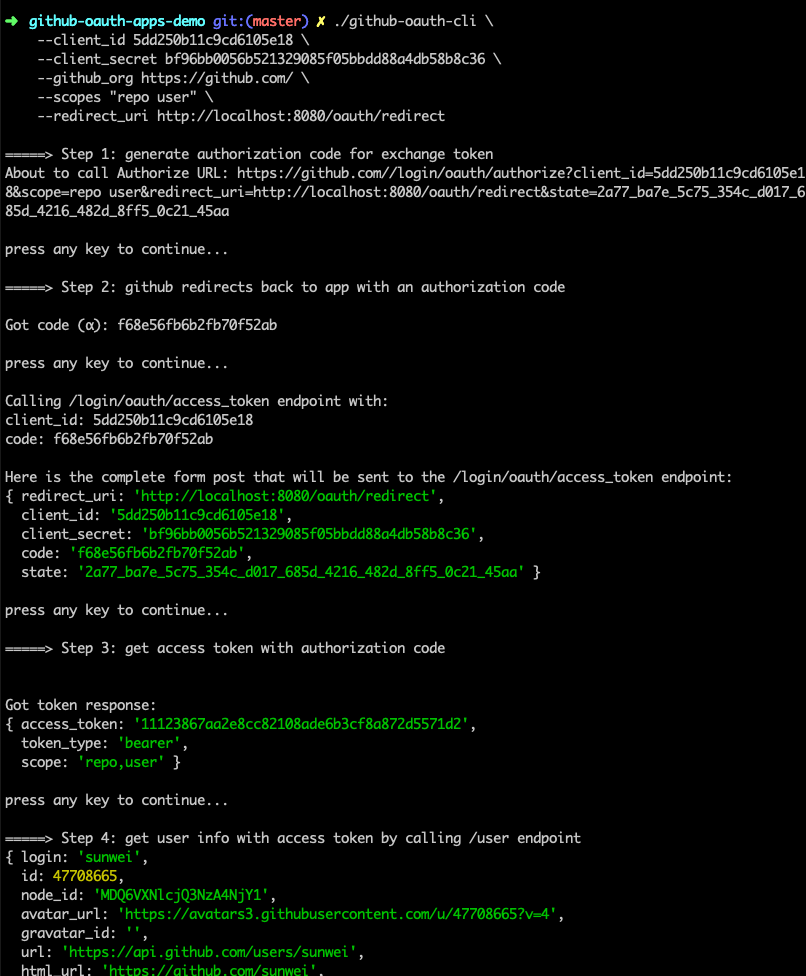 ➜  github-oauth-apps-demo git:(master) ✗ ./github-oauth-cli \
    --client_id 5dd250b11c9cd6105e18 \
    --client_secret bf96bb0056b521329085f05bbdd88a4db58b8c36 \
    --github_org https://github.com/ \
    --scopes "repo user" \
    --redirect_uri http://localhost:8080/oauth/redirect
=====> Step 1: generate authorization code for exchange token
About to call Authorize URL: https://github.com//login/oauth/authorize?client_id=5dd250b11c9cd6105e1
8&scope=repo user&redirect_uri=http://localhost:8080/oauth/redirect&state=2a77_ba7e_5c75_354c_d017_6
85d_4216_482d_8ff5_0c21_45aa
press any key to continue...
=====> Step 2: github redirects back to app with an authorization code
Got code (α): f68e56fb6b2fb70f52ab
press any key to continue...
Calling /login/oauth/access_token endpoint with:
client_id: 5dd250b11c9cd6105e18
code: f68e56fb6b2fb70f52ab
Here is the complete form post that will be sent to the /login/oauth/access_token endpoint:
{ redirect_uri: 'http://localhost:8080/oauth/redirect',
  client_id: '5dd250b11c9cd6105e18',
  client_secret: 'bf96bb0056b521329085f05bbdd88a4db58b8c36',
  code: 'f68e56fb6b2fb70f52ab',
  state: '2a77_ba7e_5c75_354c_d017_685d_4216_482d_8ff5_0c21_45aa' }
press any key to continue...
=====> Step 3: get access token with authorization code
Got token response:
{ access_token: '11123867aa2e8cc82108ade6b3cf8a872d5571d2',
  token_type: 'bearer',
  scope: 'repo,user' }
press any key to continue...
=====> Step 4: get user info with access token by calling /user endpoint
{ login: 'sunwei',
  id: 47708665,
  node_id: 'MDQ6VXNlcjQ3NzA4NjY1',
  avatar_url: 'https://avatars3.githubusercontent.com/u/47708665?v=4',
  gravatar_id: '',
  url: 'https://api.github.com/users/sunwei',
  html_url: 'https://github.com/sunwei',